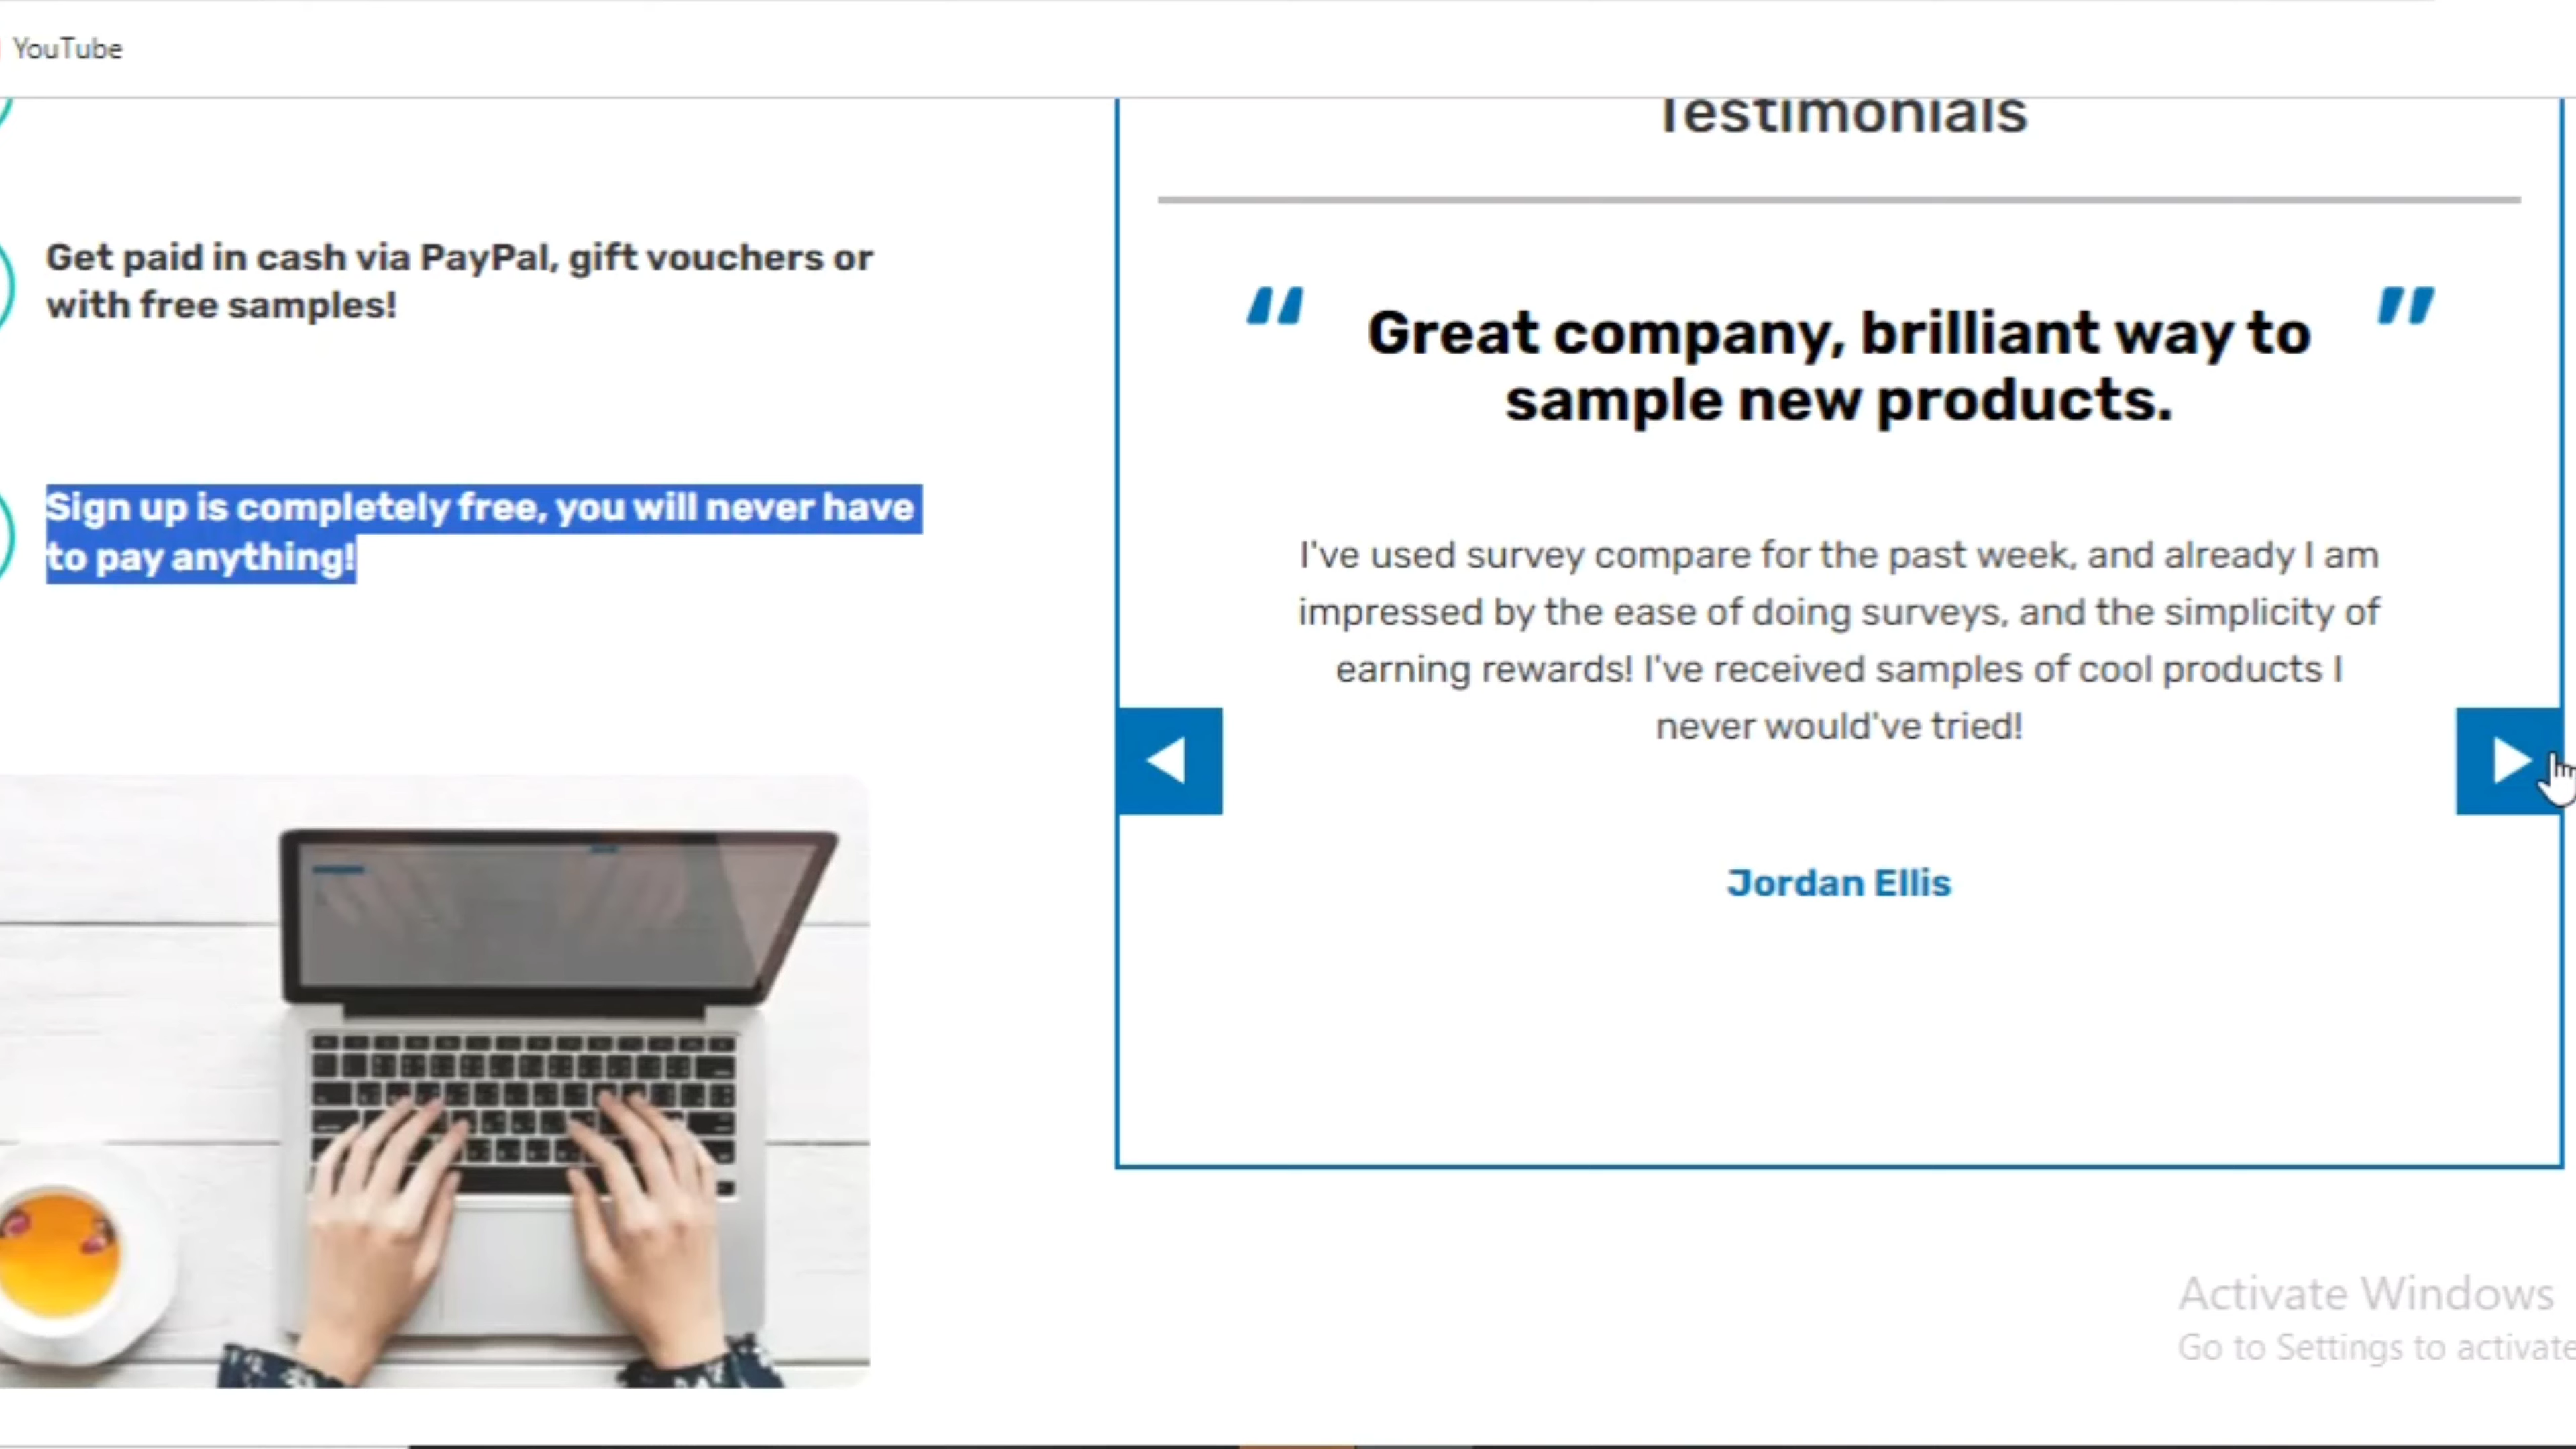 YouTube
Testimonials
Get paid in cash via PayPal, gift vouchers or
with free samples!
Sign up is completely free, you will never have
to pay anything!
" Great company, brilliant way to "
sample new products.
I've used survey compare for the past week, and already I am
impressed by the ease of doing surveys, and the simplicity of
earning rewards! I've received samples of cool products I
never would've tried!
Jordan Ellis
Activate Windows
Go to Settings to activate